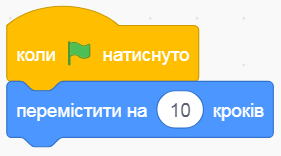 коли натиснуто
перемістити на 10 кроків